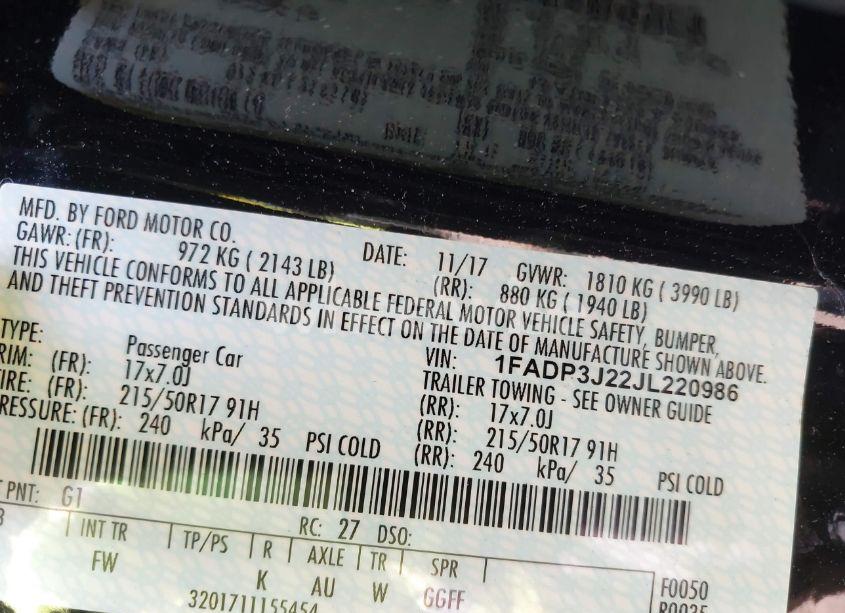 MFD. BY FORD MOTOR CO.
DATE: 11/17 GVWR: 1810 KG ( 3990 LB)
GAWR: (FR): 972 KG ( 2143 LB) (RR): 880 KG ( 1940 LB)
THIS VEHICLE CONFORMS TO ALL APPLICABLE FEDERAL MOTOR VEHICLE SAFETY, BUMPER,
AND THEFT PREVENTION STANDARDS IN EFFECT ON THE DATE OF MANUFACTURE SHOWN ABOVE.
VIN: 1FADP3J22JL220986
TYPE: Passenger Car TRAILER TOWING - SEE OWNER GUIDE
RIM: (FR): 17x7.0J (RR): 17x7.0J
TIRE: (FR): 215/50R17 91H (RR): 215/50R17 91H
PRESSURE: (FR): 240 kPa/ 35 PSI COLD (RR): 240 kPa/ 35 PSI COLD
PNT: G1
RC: 27 DSO:
INT TR TP/PS R AXLE TR SPR
FW K AU W GGFF
F0050
3201711155454